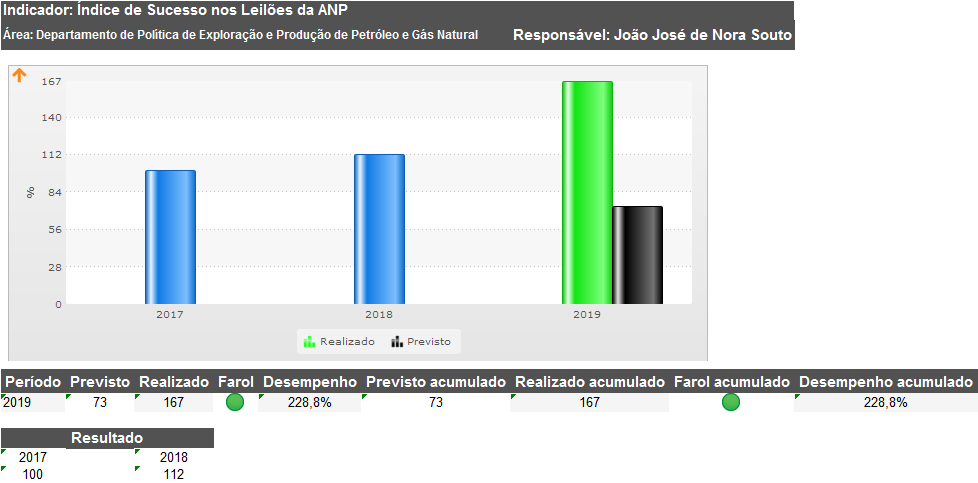 Indicador: Índice de Sucesso nos Leilões da ANP
Área: Departamento de Política de Exploração e Produção de Petróleo e Gás Natural Responsável: João José de Nora Souto
167
140
112
84
56
28
0
%
2017 2018 2019
Realizado Previsto
Período Previsto Realizado Farol Desempenho Previsto acumulado Realizado acumulado Farol acumulado Desempenho acumulado
2019 73 167 228,8% 73 167 228,8%
Resultado
2017 2018
100 112